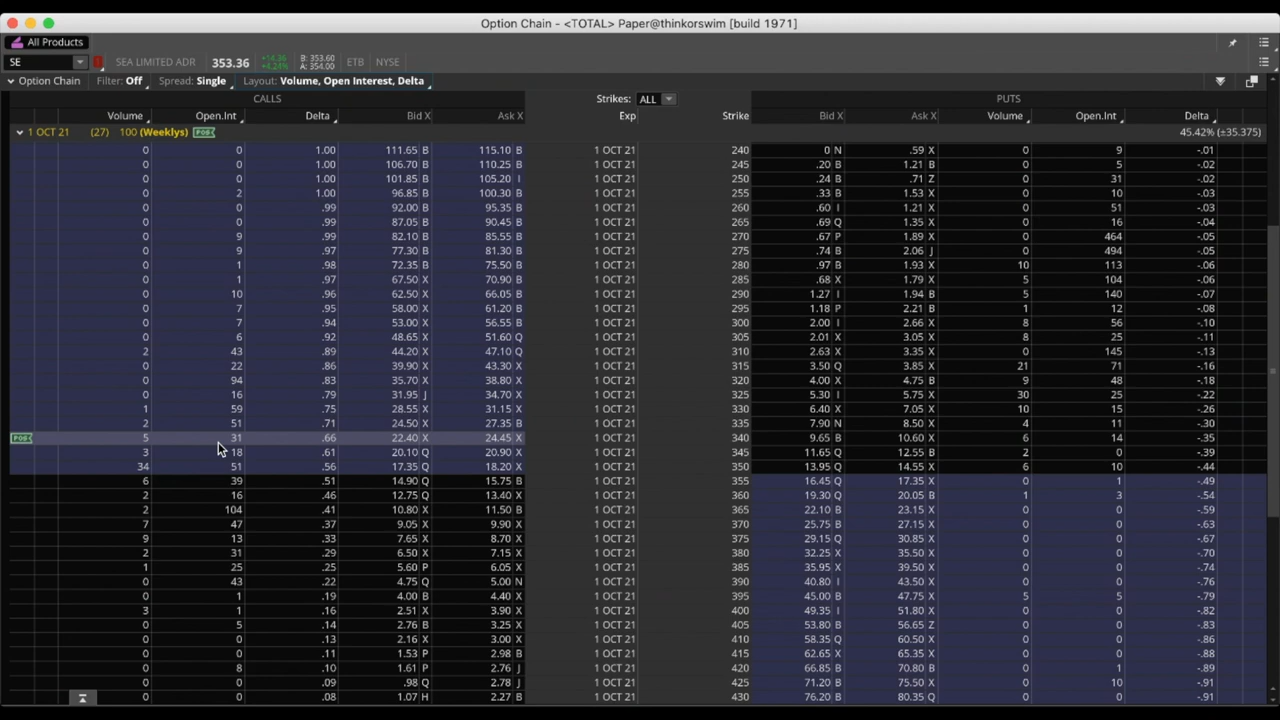 Option Chain - <TOTAL> Paper@thinkorswim [build 1971]
All Products
SE SEA LIMITED ADR 353.36 +14.36 +4.24% B: 353.60 A: 354.00 ETB NYSE
Option Chain Filter: Off Spread: Single Layout: Volume, Open Interest, Delta
CALLS Strikes: ALL PUTS
Volume Open.Int Delta Bid X Ask X Exp Strike Bid X Ask X Volume Open.Int Delta
1 OCT 21 (27) 100 (Weeklys) POS 45.42% (±35.375)
0 0 1.00 111.65 B 115.10 B 1 OCT 21 240 0 N .59 X 0 9 -.01
0 0 1.00 106.70 B 110.25 B 1 OCT 21 245 .20 B 1.21 B 0 5 -.02
0 0 1.00 101.85 B 105.20 I 1 OCT 21 250 .24 B .71 Z 0 31 -.02
0 2 1.00 96.85 B 100.30 B 1 OCT 21 255 .33 B 1.53 X 0 10 -.03
0 0 .99 92.00 B 95.35 B 1 OCT 21 260 .60 I 1.21 X 0 51 -.03
0 0 .99 87.05 B 90.45 B 1 OCT 21 265 .69 Q 1.35 X 0 16 -.04
0 9 .99 82.10 B 85.55 B 1 OCT 21 270 .67 P 1.89 X 0 464 -.05
0 9 .97 77.30 B 81.30 B 1 OCT 21 275 .74 B 2.06 J 0 494 -.05
0 1 .98 72.35 B 75.50 B 1 OCT 21 280 .97 B 1.93 X 10 113 -.06
0 1 .97 67.50 X 70.90 B 1 OCT 21 285 .68 X 1.79 X 5 104 -.06
0 10 .96 62.50 X 66.05 B 1 OCT 21 290 1.27 I 1.94 B 5 140 -.07
0 7 .95 58.00 X 61.20 B 1 OCT 21 295 1.18 P 2.21 B 1 12 -.08
0 7 .94 53.00 X 56.55 B 1 OCT 21 300 2.00 I 2.66 X 8 56 -.10
0 6 .92 48.65 X 51.60 Q 1 OCT 21 305 2.01 X 3.05 X 8 25 -.11
2 43 .89 44.20 X 47.10 Q 1 OCT 21 310 2.63 X 3.35 X 0 145 -.13
0 22 .86 39.90 X 43.30 X 1 OCT 21 315 3.50 Q 3.85 X 21 71 -.16
0 94 .83 35.70 X 38.80 X 1 OCT 21 320 4.00 X 4.75 B 9 48 -.18
0 16 .79 31.95 J 34.70 X 1 OCT 21 325 5.30 I 5.75 X 30 25 -.22
1 59 .75 28.55 X 31.15 X 1 OCT 21 330 6.40 X 7.05 X 10 15 -.26
2 51 .71 24.50 X 27.35 B 1 OCT 21 335 7.90 N 8.50 X 4 11 -.30
POS 5 31 .66 22.40 X 24.45 X 1 OCT 21 340 9.65 B 10.60 X 6 14 -.35
3 18 .61 20.10 Q 20.90 X 1 OCT 21 345 11.65 Q 12.55 B 2 0 -.39
34 51 .56 17.35 Q 18.20 X 1 OCT 21 350 13.95 Q 14.55 X 6 10 -.44
6 39 .51 14.90 Q 15.75 B 1 OCT 21 355 16.45 Q 17.35 X 0 1 -.49
2 16 .46 12.75 Q 13.40 X 1 OCT 21 360 19.30 Q 20.05 B 1 3 -.54
2 104 .41 10.80 X 11.50 B 1 OCT 21 365 22.10 B 23.15 X 0 0 -.59
7 47 .37 9.05 X 9.90 X 1 OCT 21 370 25.75 B 27.15 X 0 0 -.63
9 13 .33 7.65 X 8.70 X 1 OCT 21 375 29.15 Q 30.85 X 0 0 -.67
2 31 .29 6.50 X 7.15 X 1 OCT 21 380 32.25 X 35.50 X 0 0 -.70
1 25 .25 5.60 P 6.05 X 1 OCT 21 385 35.95 X 39.50 X 0 0 -.74
0 43 .22 4.75 Q 5.00 N 1 OCT 21 390 40.80 I 43.50 X 0 0 -.76
0 1 .19 4.00 B 4.40 X 1 OCT 21 395 45.00 B 47.75 X 5 5 -.79
3 1 .16 2.51 X 3.90 X 1 OCT 21 400 49.35 I 51.80 X 0 0 -.82
0 5 .14 2.76 B 3.25 X 1 OCT 21 405 53.80 B 56.65 Z 0 0 -.83
0 0 .13 2.16 X 3.00 X 1 OCT 21 410 58.35 Q 60.50 X 0 0 -.86
0 0 .11 1.53 P 2.98 B 1 OCT 21 415 62.65 X 65.35 X 0 0 -.88
0 8 .10 1.61 P 2.76 J 1 OCT 21 420 66.85 B 70.80 B 0 1 -.89
0 0 .09 .98 Q 2.78 J 1 OCT 21 425 71.20 B 75.50 X 0 10 -.91
0 0 .08 1.07 H 2.27 B 1 OCT 21 430 76.20 B 80.35 Q 0 0 -.91